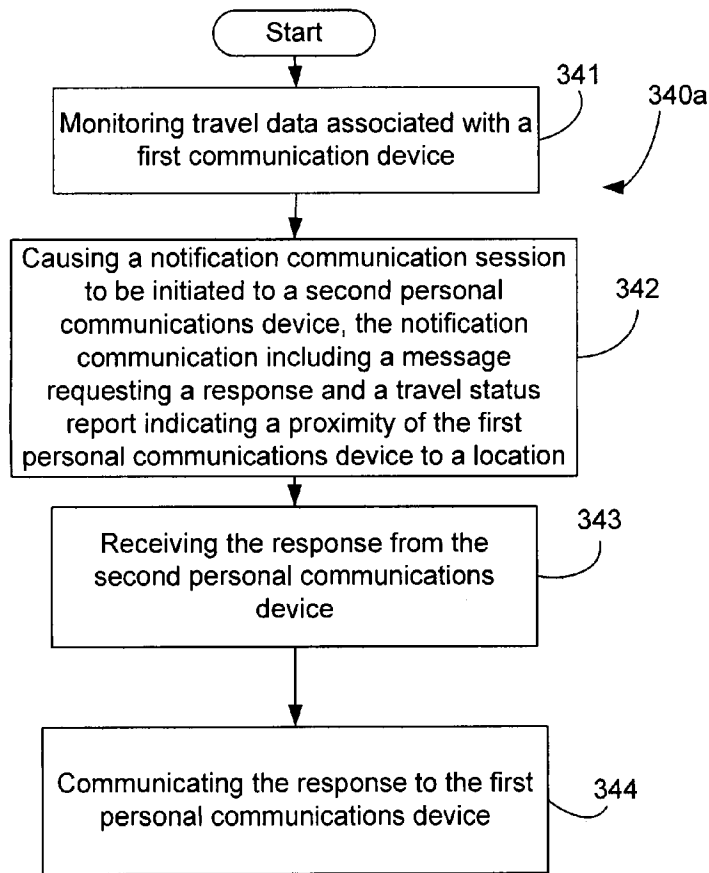 Start
341
340a
Monitoring travel data associated with a
first communication device
Causing a notification communication session
to be initiated to a second personal
communications device, the notification
communication including a message
requesting a response and a travel status
report indicating a proximity of the first
personal communications device to a location
342
343
Receiving the response from the
second personal communications
device
Communicating the response to the first
personal communications device
344